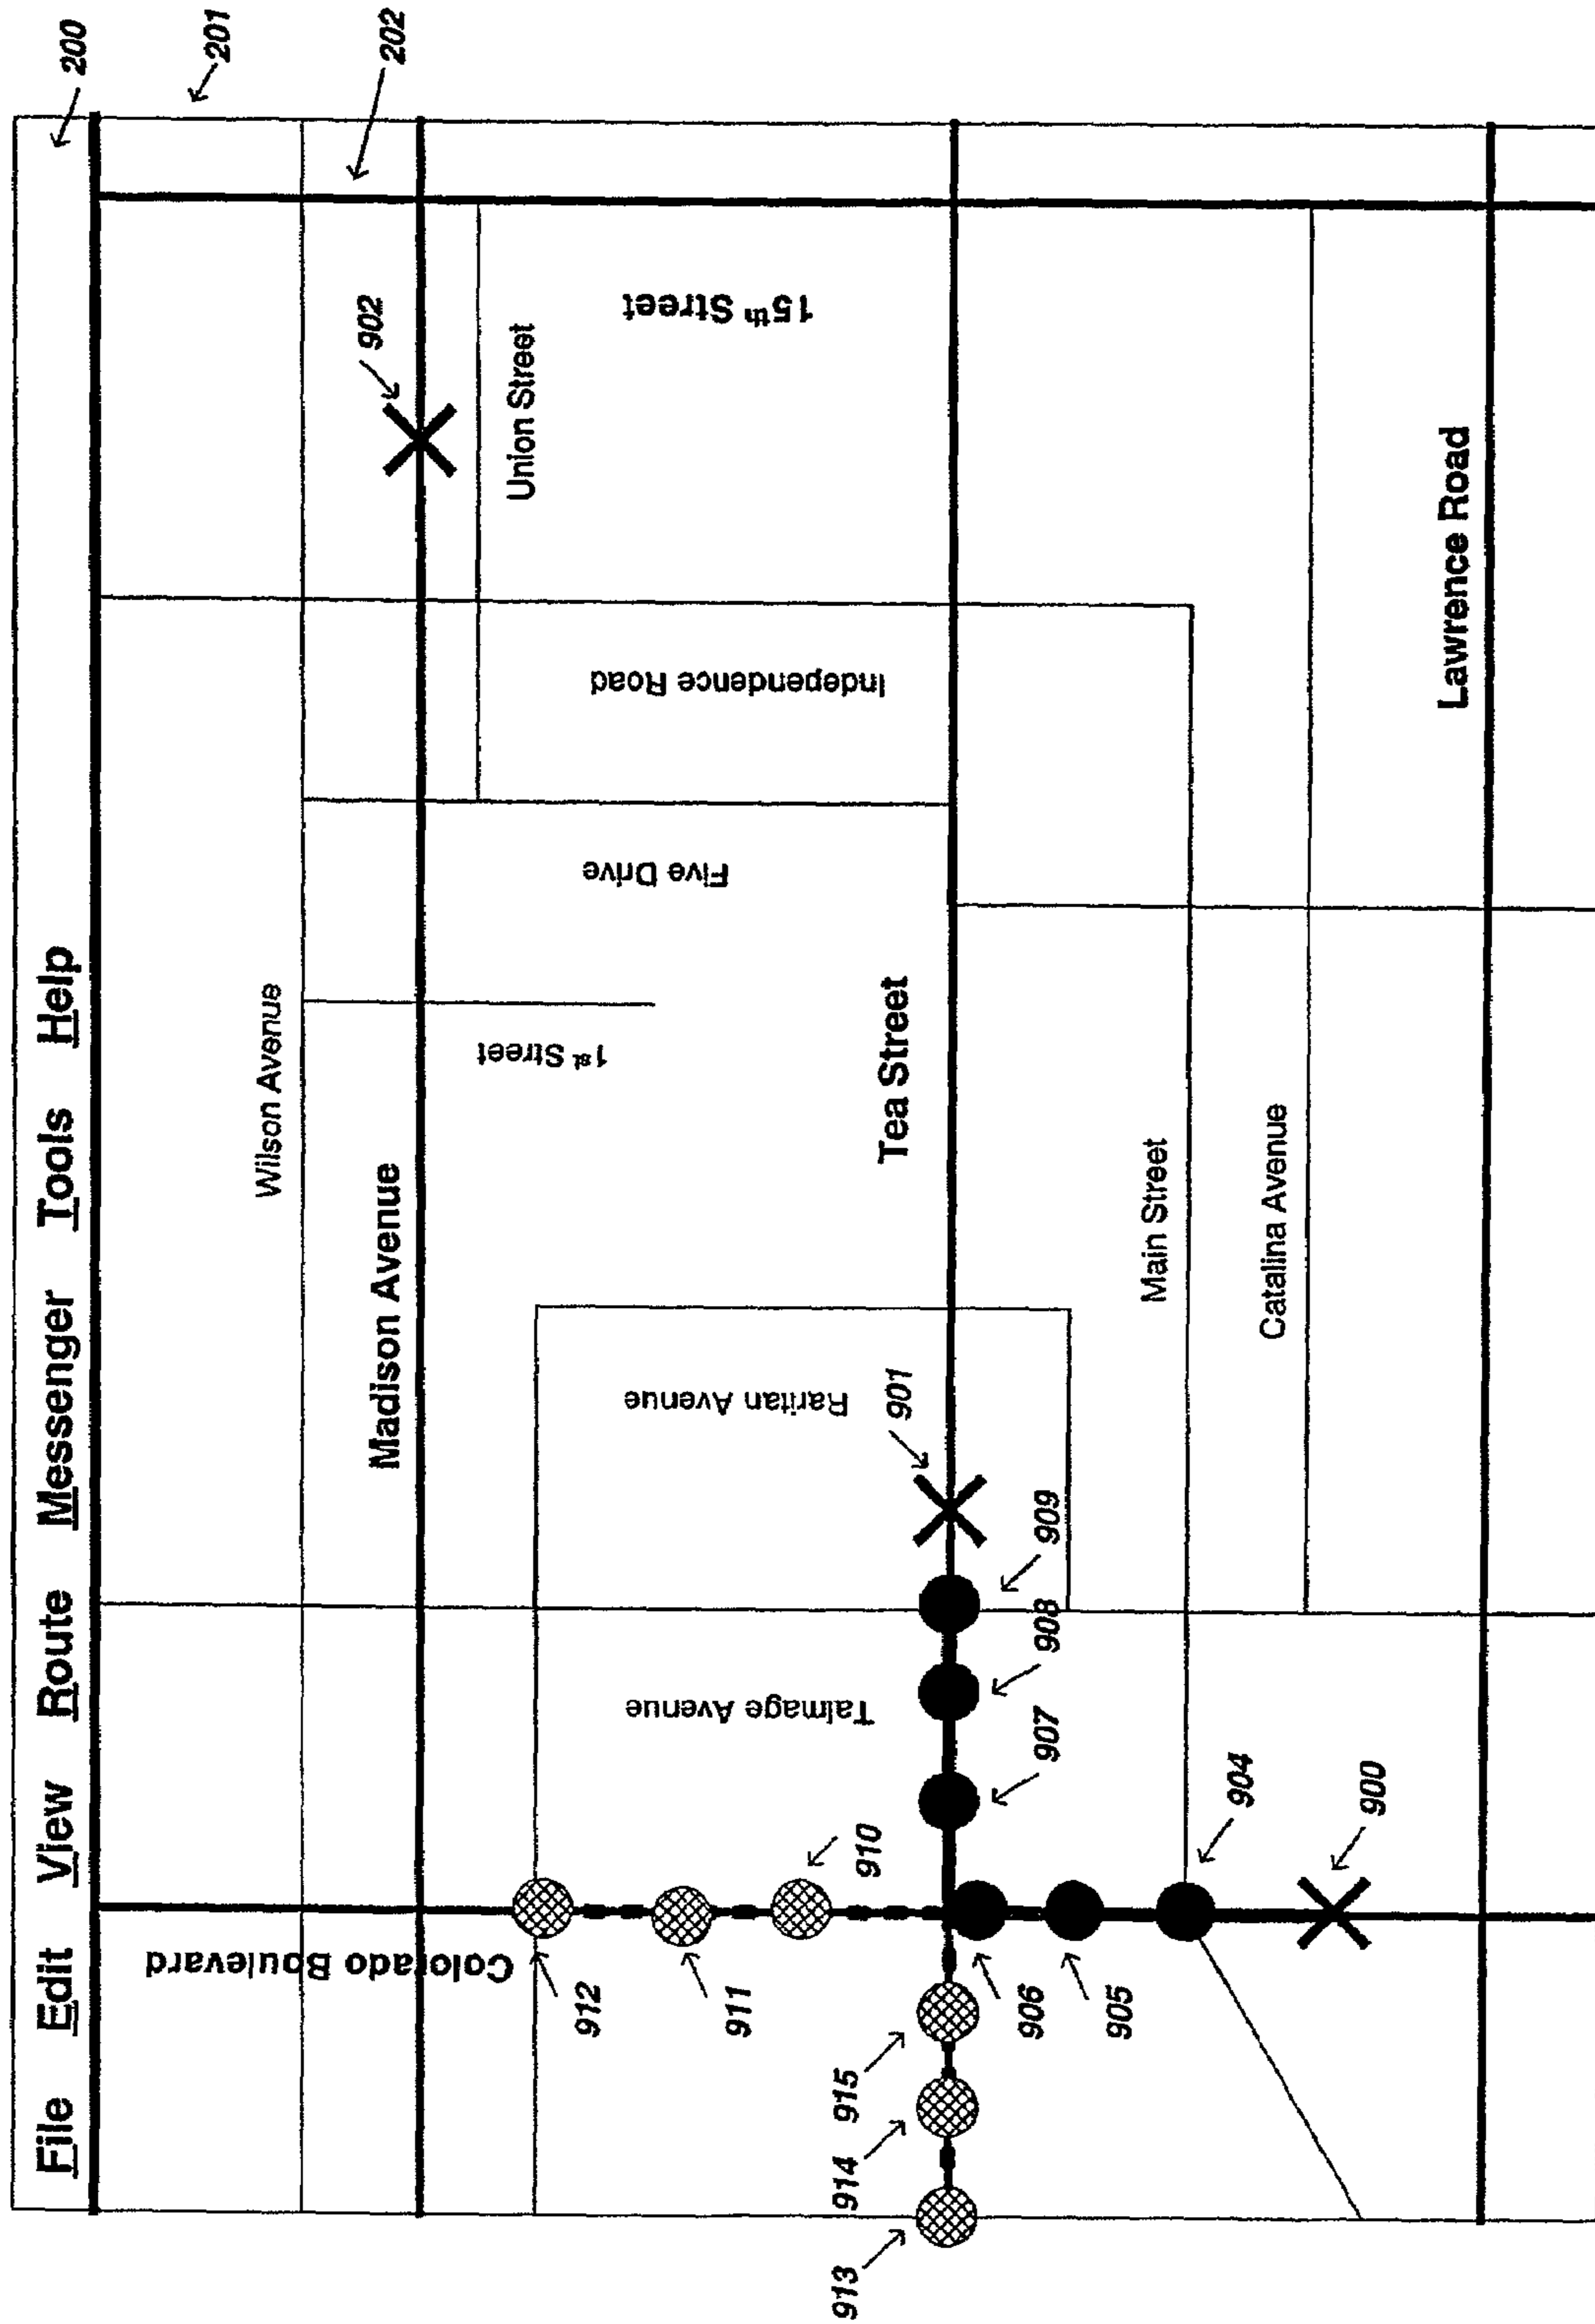 File Edit View Route Messenger Tools Help
200
201
202
Wilson Avenue
Madison Avenue
902
Union Street
Colorado Boulevard
1st Street
Five Drive
Independence Road
15th Street
912
911
910
Talmage Avenue
Raritan Avenue
901
Tea Street
913
914
915
906
905
907
908
909
904
900
Main Street
Catalina Avenue
Lawrence Road